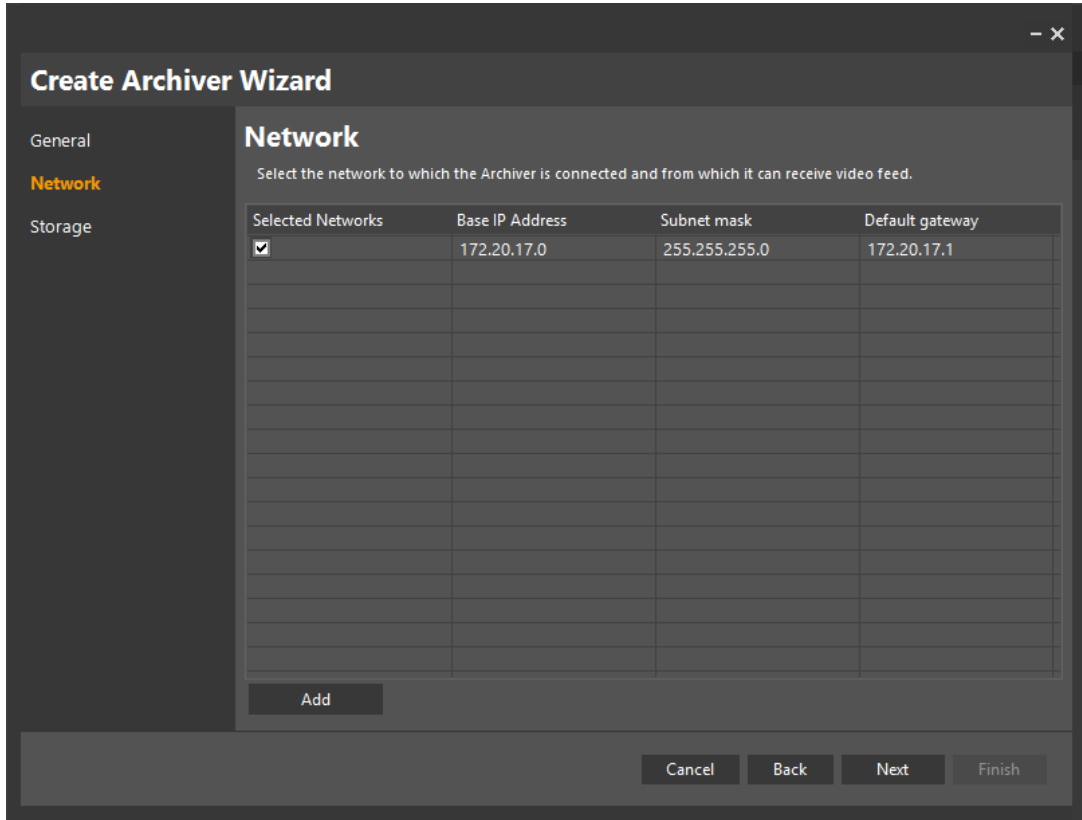 Create Archiver Wizard
General
Network
Storage
Network
Select the network to which the Archiver is connected and from which it can receive video feed.
Selected Networks Base IP Address Subnet mask Default gateway
172.20.17.0 255.255.255.0 172.20.17.1
Add
Cancel Back Next Finish